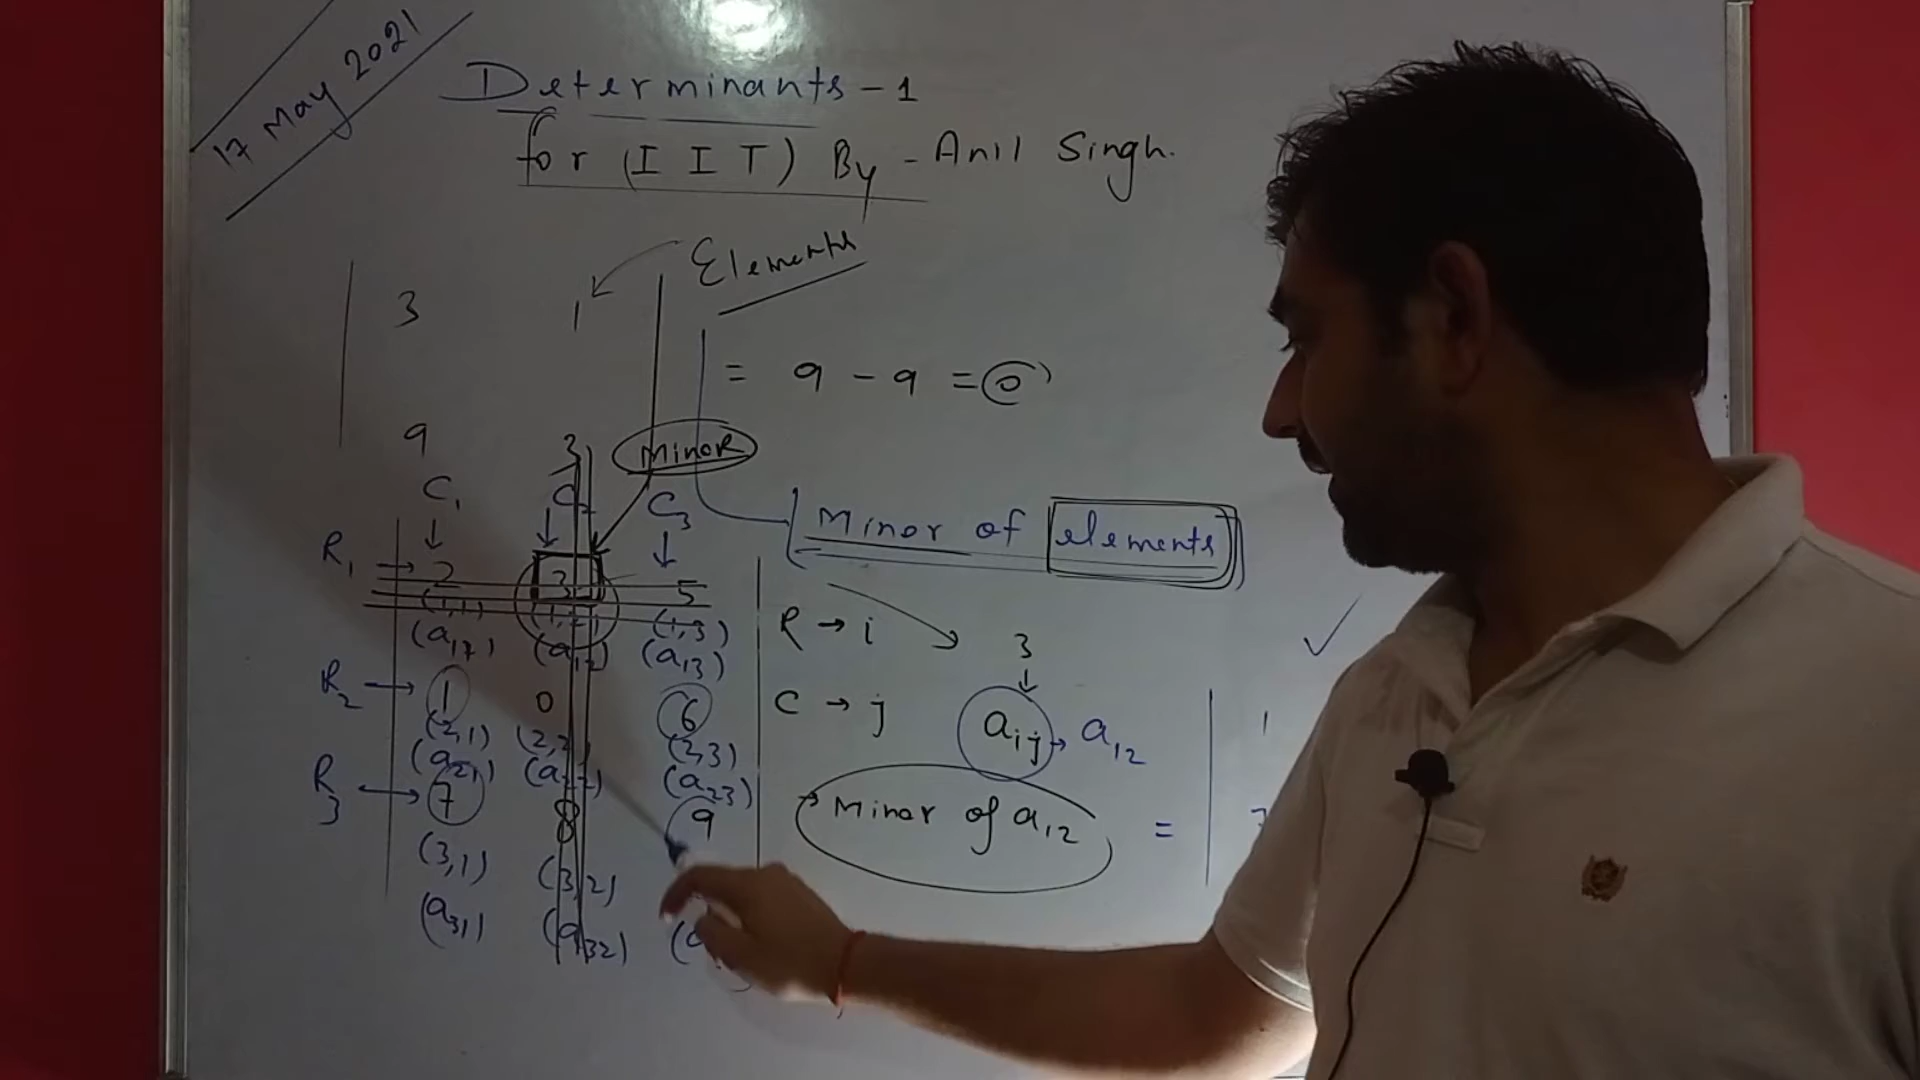 17 May 2021
Determinants - 1
for (I I T) By - Anil Singh.
Elements
3 1
= 9 - 9 = 0
9 3
Minor
C1 C3
Minor of elements
R1 → 2 3 5
(1,1) (1,3)
(a12) (a13)
R → i
3
R2 → 1 0 6
C → j
aij → a12
(2,1) (2,3)
(a21) (a22) (a23)
R3 → 7 8 9
Minor of a12 =
1
(3,1) (3,2)
(a31) (a32)